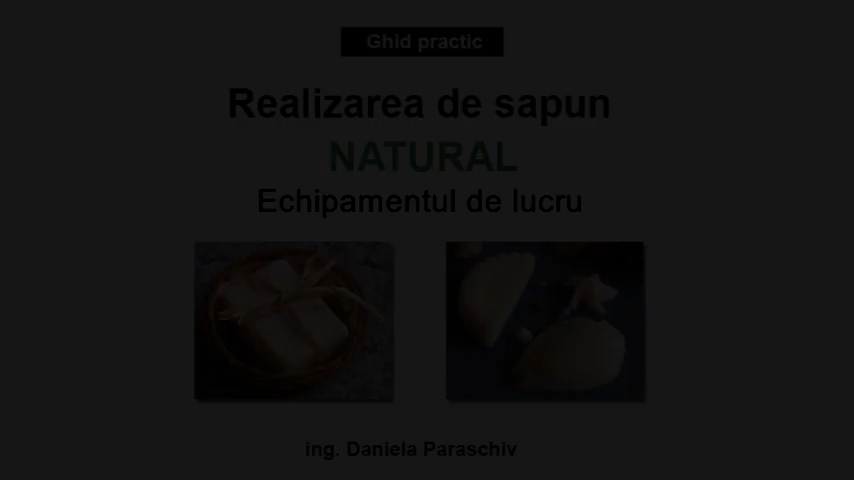 Ghid practic
Realizarea de sapun
NATURAL
Echipamentul de lucru
ing. Daniela Paraschiv